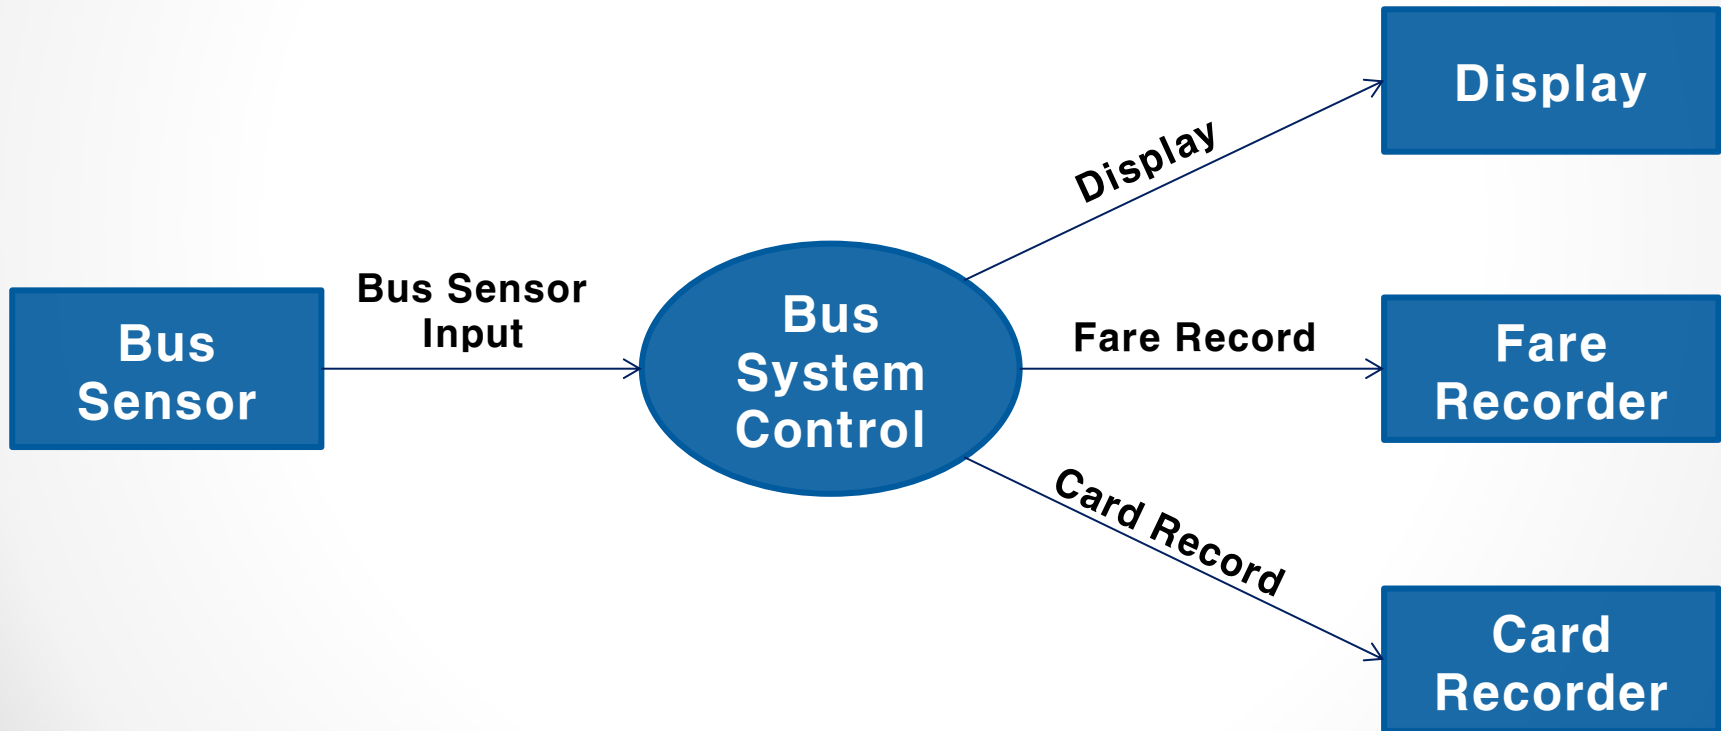 Display
Display
Bus Sensor
Input
Bus
Sensor
Bus
System
Control
Fare Record
Fare
Recorder
Card Record
Card
Recorder